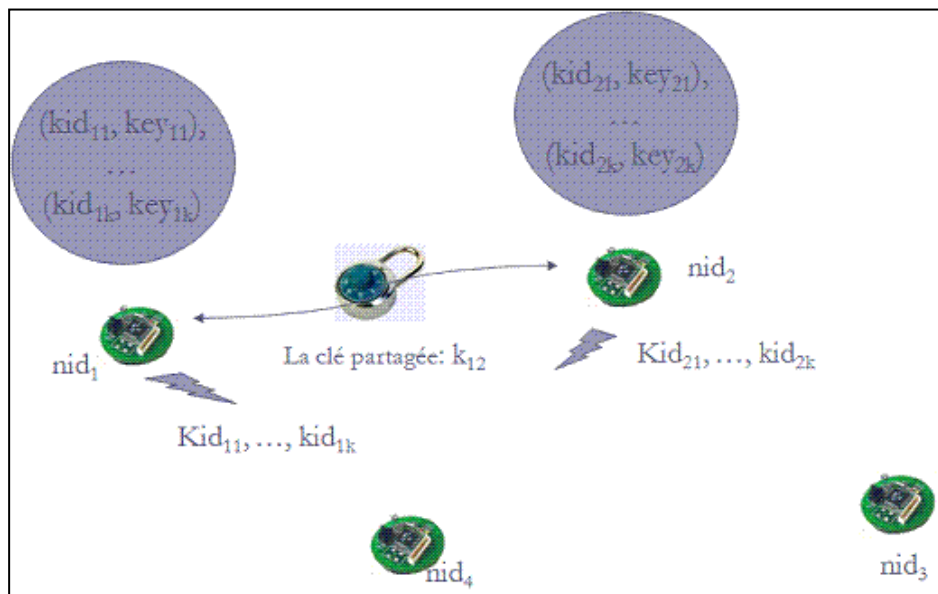 (kid₁₁, key₁₁),
...
(kid₁ₖ, key₁ₖ)
(kid₂₁, key₂₁),
...
(kid₂ₖ, key₂ₖ)
nid₂
nid₁
La clé partagée: k₁₂
Kid₂₁, ..., kid₂ₖ
Kid₁₁, ..., kid₁ₖ
nid₄
nid₃